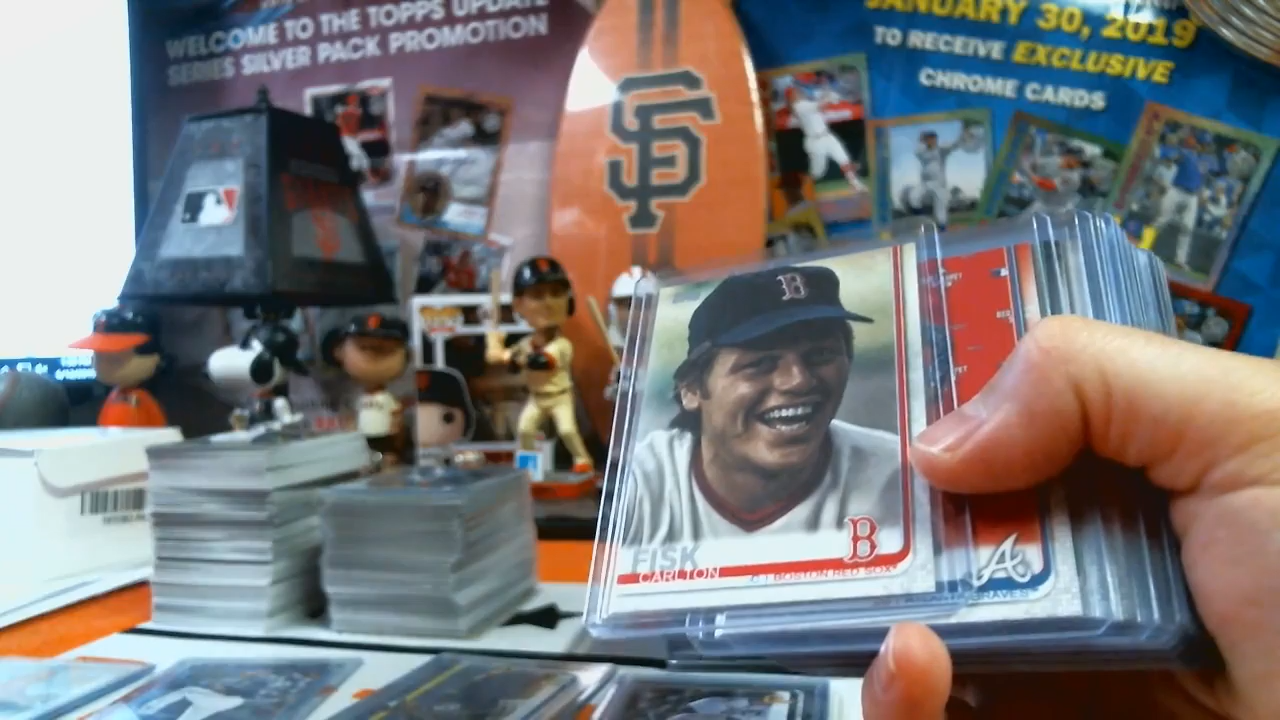 WELCOME TO THE TOPPS UPDATE
SERIES SILVER PACK PROMOTION
JANUARY 30, 2019
TO RECEIVE EXCLUSIVE
CHROME CARDS
SF
B
B
FISK
CARLTON
C | BOSTON RED SOX
A
BRAVES